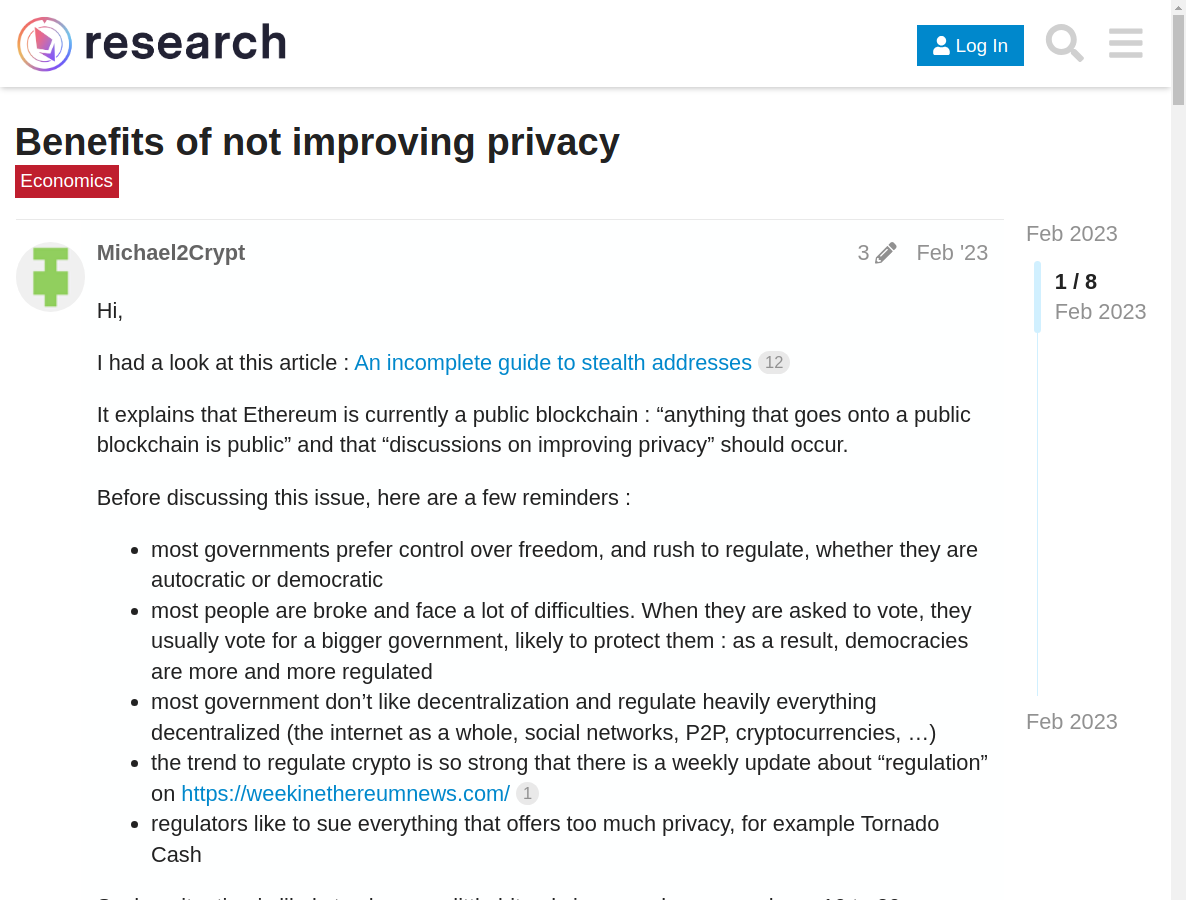 research
Log In
Benefits of not improving privacy
Economics
Michael2Crypt
3
Feb '23
Feb 2023
1 / 8
Feb 2023
Hi,
I had a look at this article : An incomplete guide to stealth addresses 12
It explains that Ethereum is currently a public blockchain : “anything that goes onto a public
blockchain is public” and that “discussions on improving privacy” should occur.
Before discussing this issue, here are a few reminders :
most governments prefer control over freedom, and rush to regulate, whether they are
autocratic or democratic
most people are broke and face a lot of difficulties. When they are asked to vote, they
usually vote for a bigger government, likely to protect them : as a result, democracies
are more and more regulated
most government don’t like decentralization and regulate heavily everything
decentralized (the internet as a whole, social networks, P2P, cryptocurrencies, …)
the trend to regulate crypto is so strong that there is a weekly update about “regulation”
on https://weekinethereumnews.com/ 1
regulators like to sue everything that offers too much privacy, for example Tornado
Cash
Feb 2023